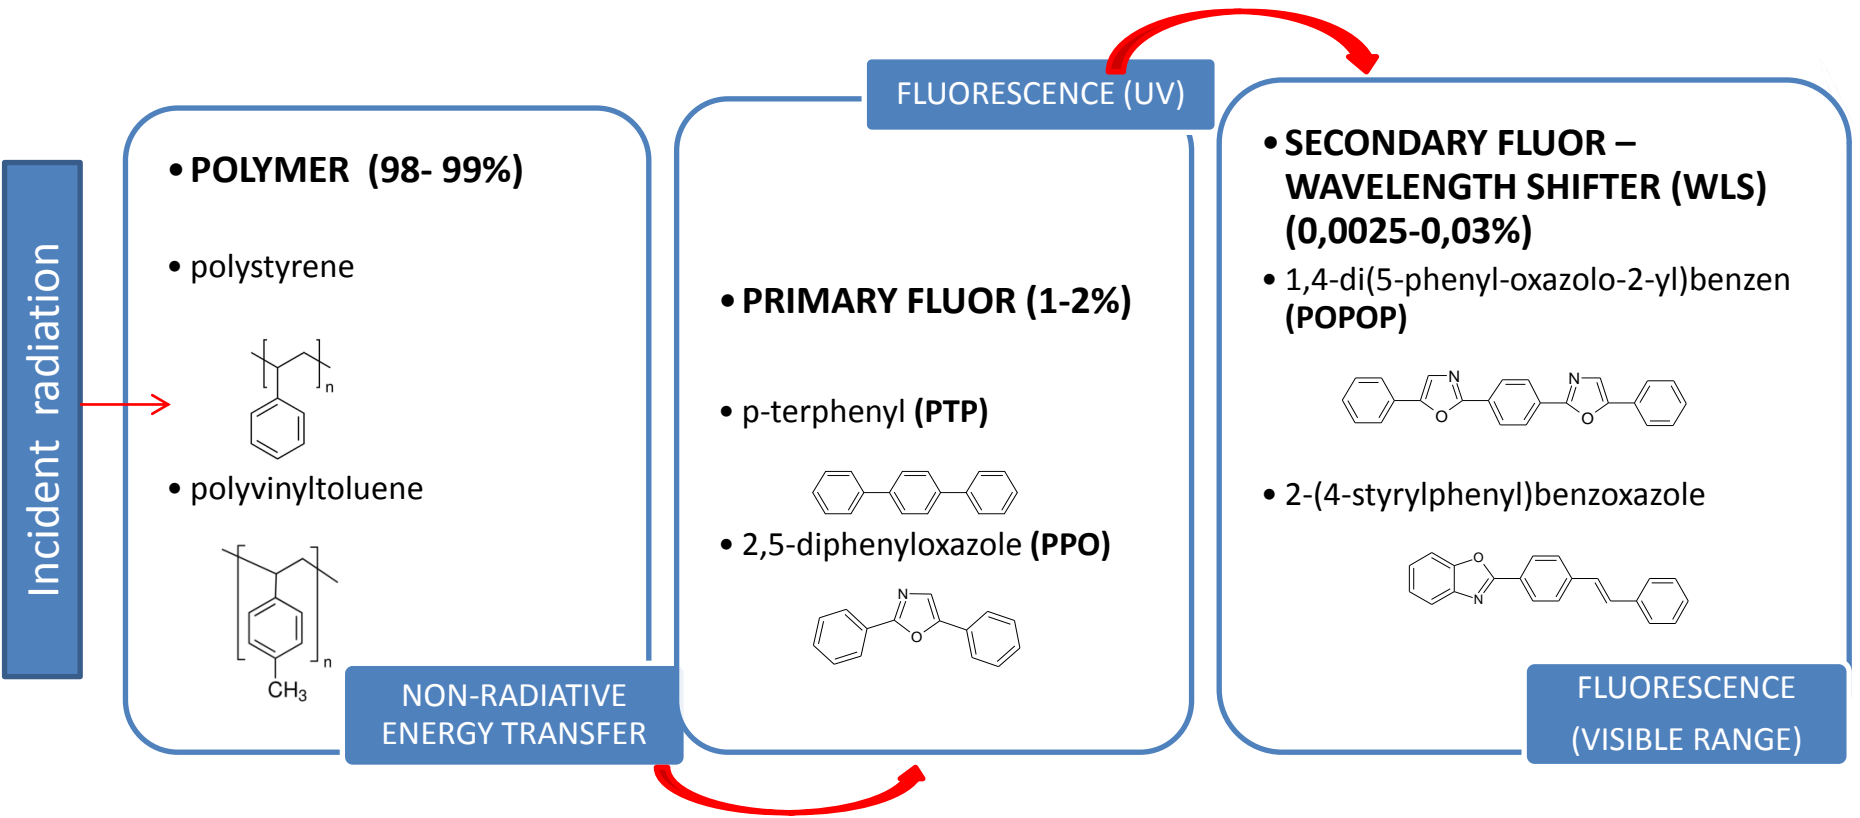 Incident radiation
• POLYMER (98- 99%)
• polystyrene
n
• polyvinyltoluene
n
CH3
NON-RADIATIVE
ENERGY TRANSFER
FLUORESCENCE (UV)
• PRIMARY FLUOR (1-2%)
• p-terphenyl (PTP)
• 2,5-diphenyloxazole (PPO)
N
O
• SECONDARY FLUOR –
WAVELENGTH SHIFTER (WLS)
(0,0025-0,03%)
• 1,4-di(5-phenyl-oxazolo-2-yl)benzen
(POPOP)
N N
O O
• 2-(4-styrylphenyl)benzoxazole
O
N
FLUORESCENCE
(VISIBLE RANGE)